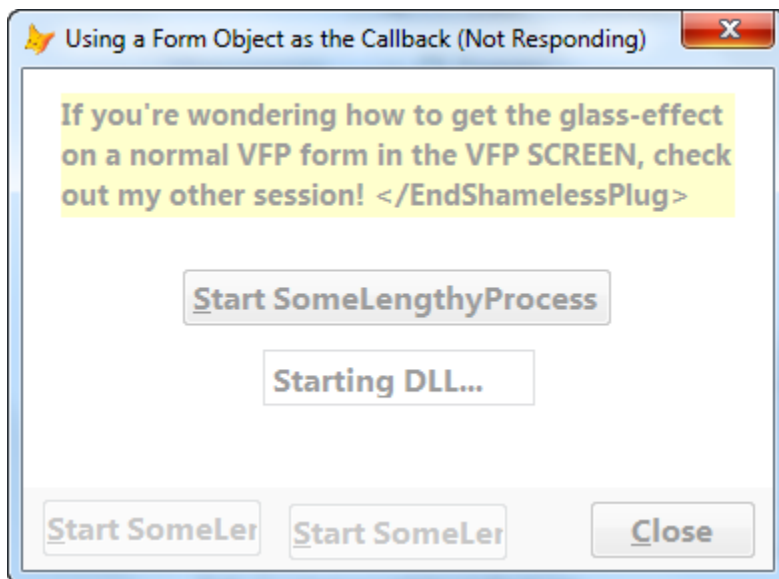 Using a Form Object as the Callback (Not Responding)
If you're wondering how to get the glass-effect
on a normal VFP form in the VFP SCREEN, check
out my other session! </EndShamelessPlug>
Start SomeLengthyProcess
Starting DLL...
Start SomeLer
Start SomeLer
Close